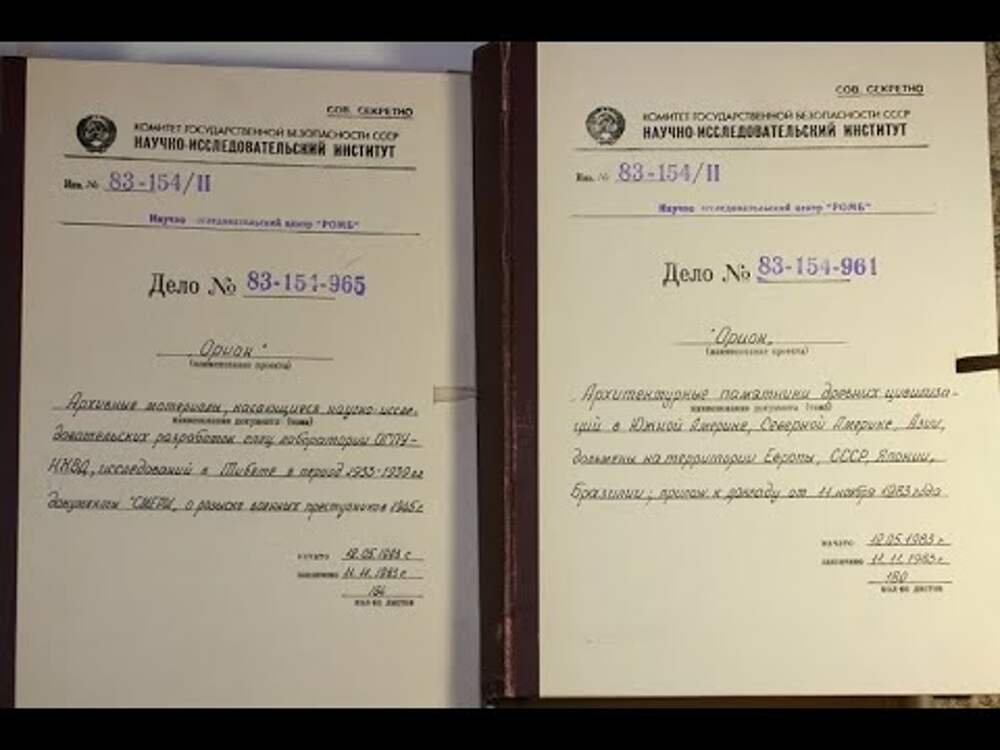 СОВ. СЕКРЕТНО
КОМИТЕТ ГОСУДАРСТВЕННОЙ БЕЗОПАСНОСТИ СССР
НАУЧНО-ИССЛЕДОВАТЕЛЬСКИЙ ИНСТИТУТ
Инв. № 83-154/II
Научно исследовательский центр "РОМБ"
Дело № 83-154-965
"Орион"
(наименование проекта)
Архивные материалы, касающиеся научно-иссле-
наименование документа (тома)
довательских разработок спец лаборатории ОГПУ-
НКВД, исследований в Тибете в период 1933-1939 гг
документы "СМЕРШ, о розыске военных преступников 1945 г.
начато 12.05.1983 г
закончено 11.11.1983 г
кол-во листов
СОВ. СЕКРЕТНО
КОМИТЕТ ГОСУДАРСТВЕННОЙ БЕЗОПАСНОСТИ СССР
НАУЧНО-ИССЛЕДОВАТЕЛЬСКИЙ ИНСТИТУТ
Инв. № 83-154/II
Научно исследовательский центр "РОМБ"
Дело № 83-154-961
"Орион"
(наименование проекта)
Архитектурные памятники древних цивилиза-
наименование документа (тома)
ций в Южной Америке, Северной Америке, Азии,
дольмены на территории Европы, СССР, Японии,
Бразилии; прилож к докладу от 11 ноября 1983 года
начато 12.05.1983 г.
закончено 11.11.1983 г.
180
кол-во листов